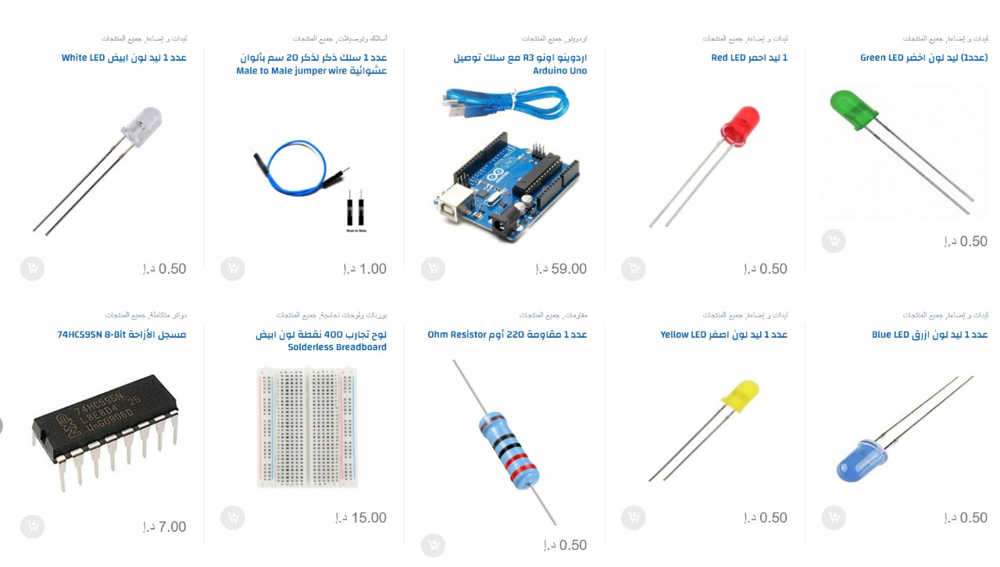 ليدات و إضاءة, جميع المنتجات
(عدد1) ليد لون اخضر Green LED
0.50 د.إ
ليدات و إضاءة, جميع المنتجات
1 ليد احمر Red LED
0.50 د.إ
اردوينو, جميع المنتجات
اردوينو اونو R3 مع سلك توصيل
Arduino Uno
UNO
ARDUINO
59.00 د.إ
أسلاك وتوصيلات, جميع المنتجات
عدد 1 سلك ذكر لذكر 20 سم بألوان
عشوائية Male to Male jumper wire
Male to Male
1.00 د.إ
ليدات و إضاءة, جميع المنتجات
عدد 1 ليد لون ابيض White LED
0.50 د.إ
ليدات و إضاءة, جميع المنتجات
عدد 1 ليد لون ازرق Blue LED
0.50 د.إ
ليدات و إضاءة, جميع المنتجات
عدد 1 ليد لون اصفر Yellow LED
0.50 د.إ
مقاومات, جميع المنتجات
عدد 1 مقاومة 220 أوم Ohm Resistor
0.50 د.إ
بوردات ولوحات نحاسية, جميع المنتجات
لوح تجارب 400 نقطة لون ابيض
Solderless Breadboard
15.00 د.إ
دوائر متكاملة, جميع المنتجات
مسجل الأزاحة 74HC595N 8-Bit
74HC595N
L8E8D4 25
UnG0906D
7.00 د.إ